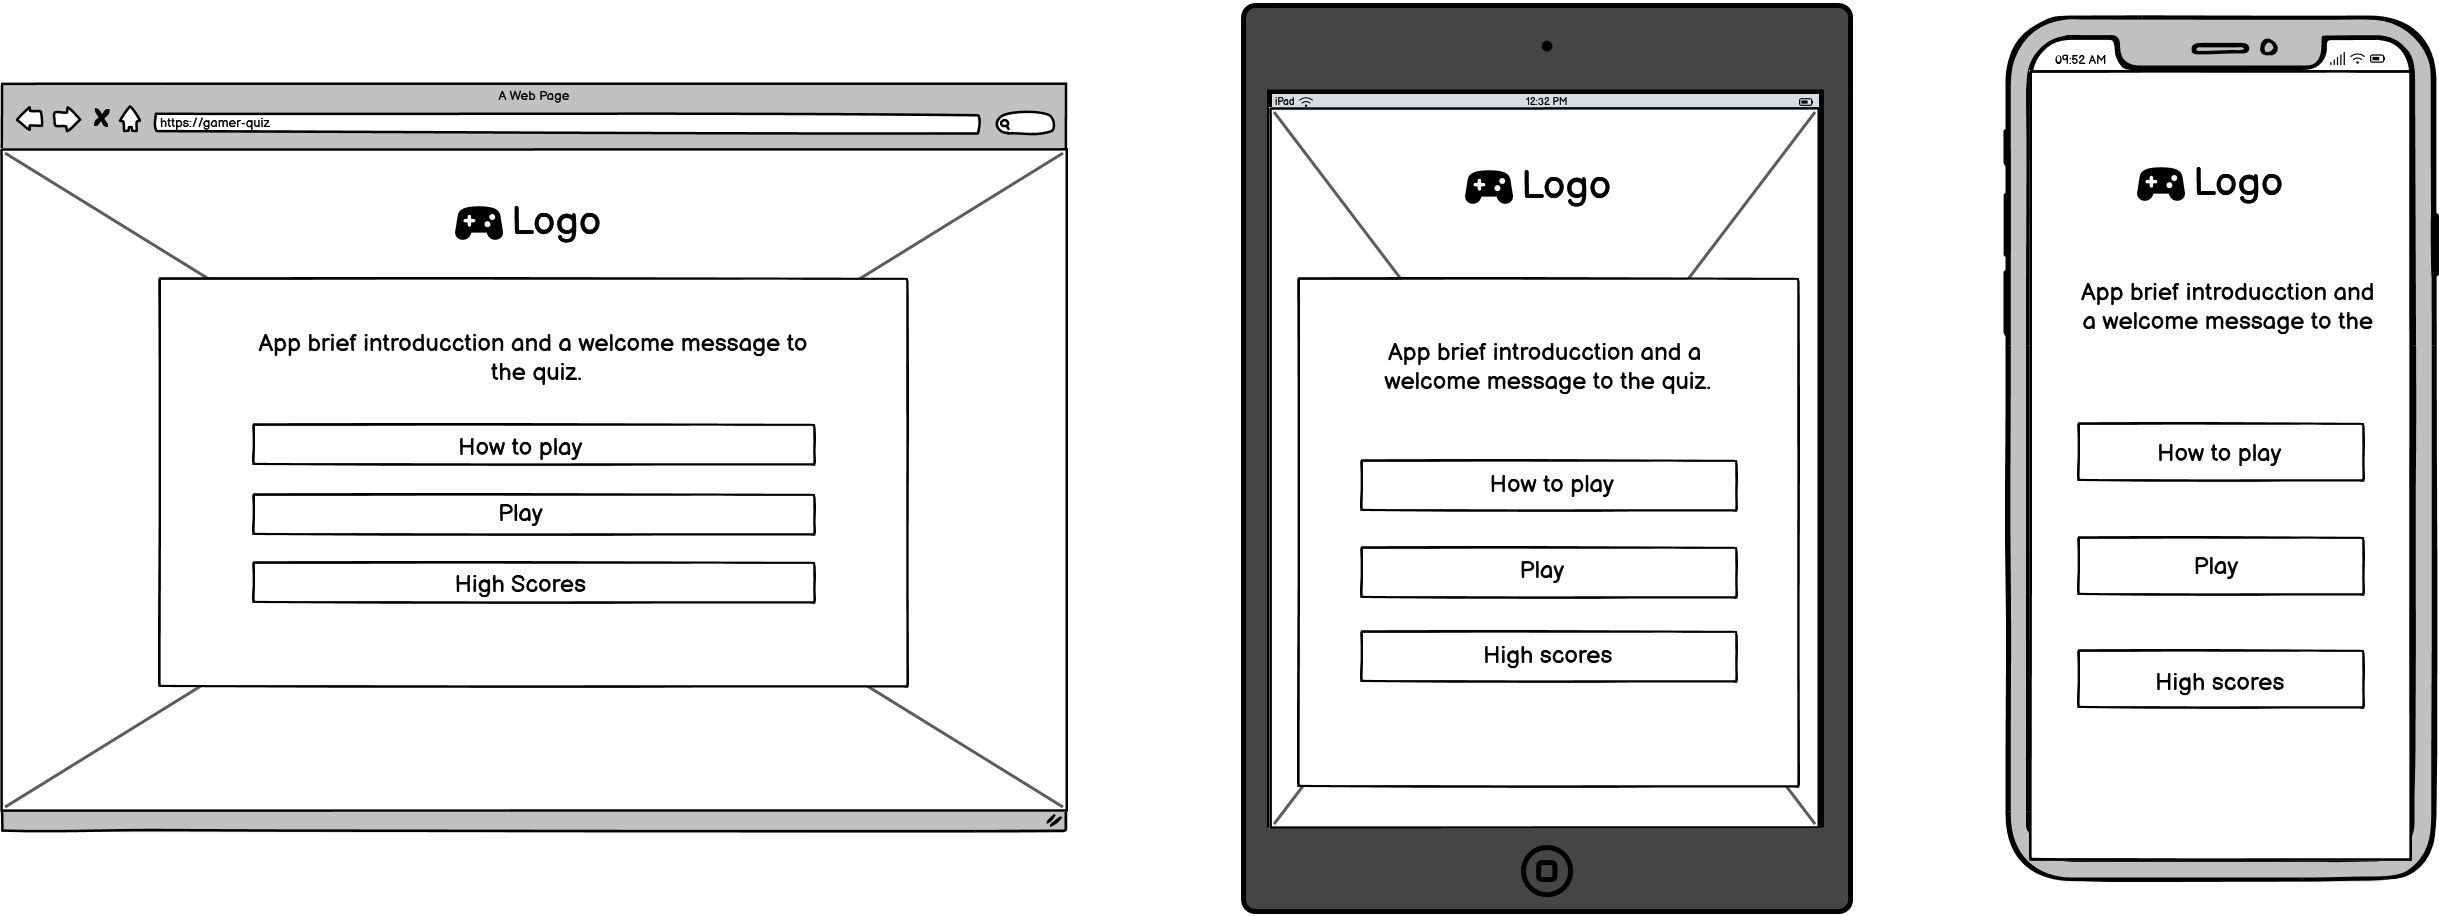 A Web Page
https://gamer-quiz
Logo
App brief introducction and a welcome message to
the quiz.
How to play
Play
High Scores
iPad
12:32 PM
Logo
App brief introducction and a
welcome message to the quiz.
How to play
Play
High scores
09:52 AM
Logo
App brief introducction and
a welcome message to the
How to play
Play
High scores